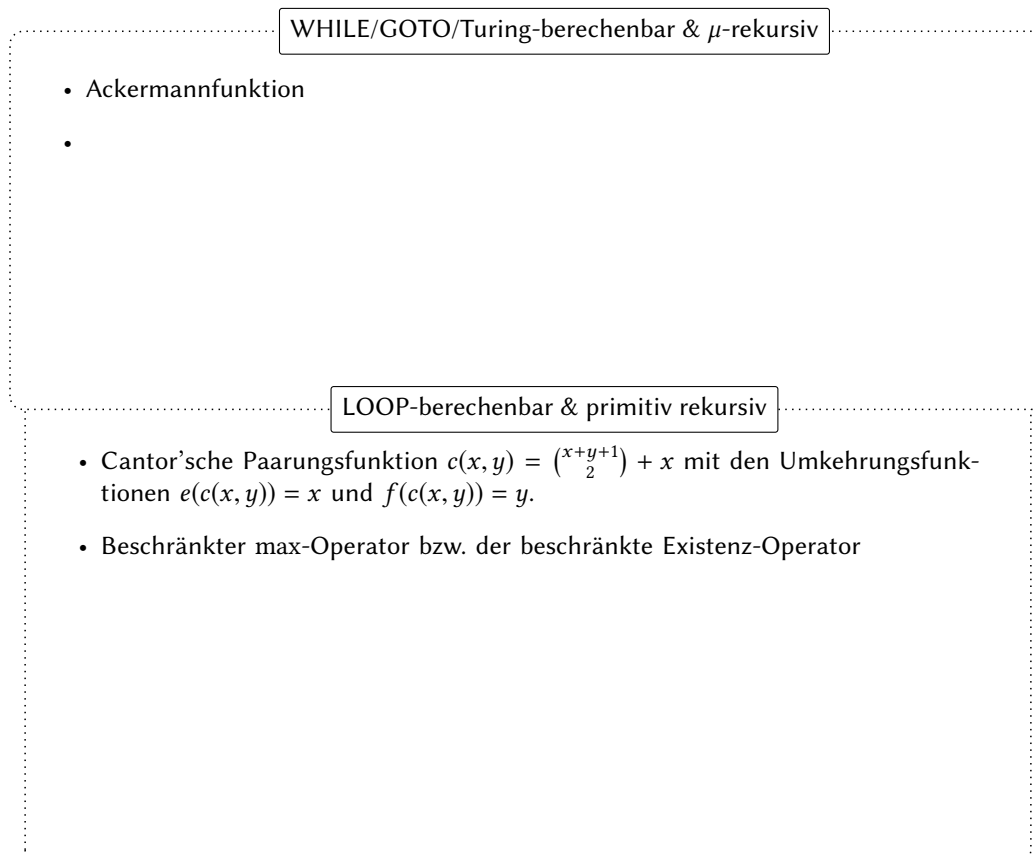 WHILE/GOTO/Turing-berechenbar & μ-rekursiv
• Ackermannfunktion
•
LOOP-berechenbar & primitiv rekursiv
• Cantor'sche Paarungsfunktion c(x, y) = (x+y+1 2) + x mit den Umkehrungsfunk-
tionen e(c(x, y)) = x und f(c(x, y)) = y.
• Beschränkter max-Operator bzw. der beschränkte Existenz-Operator